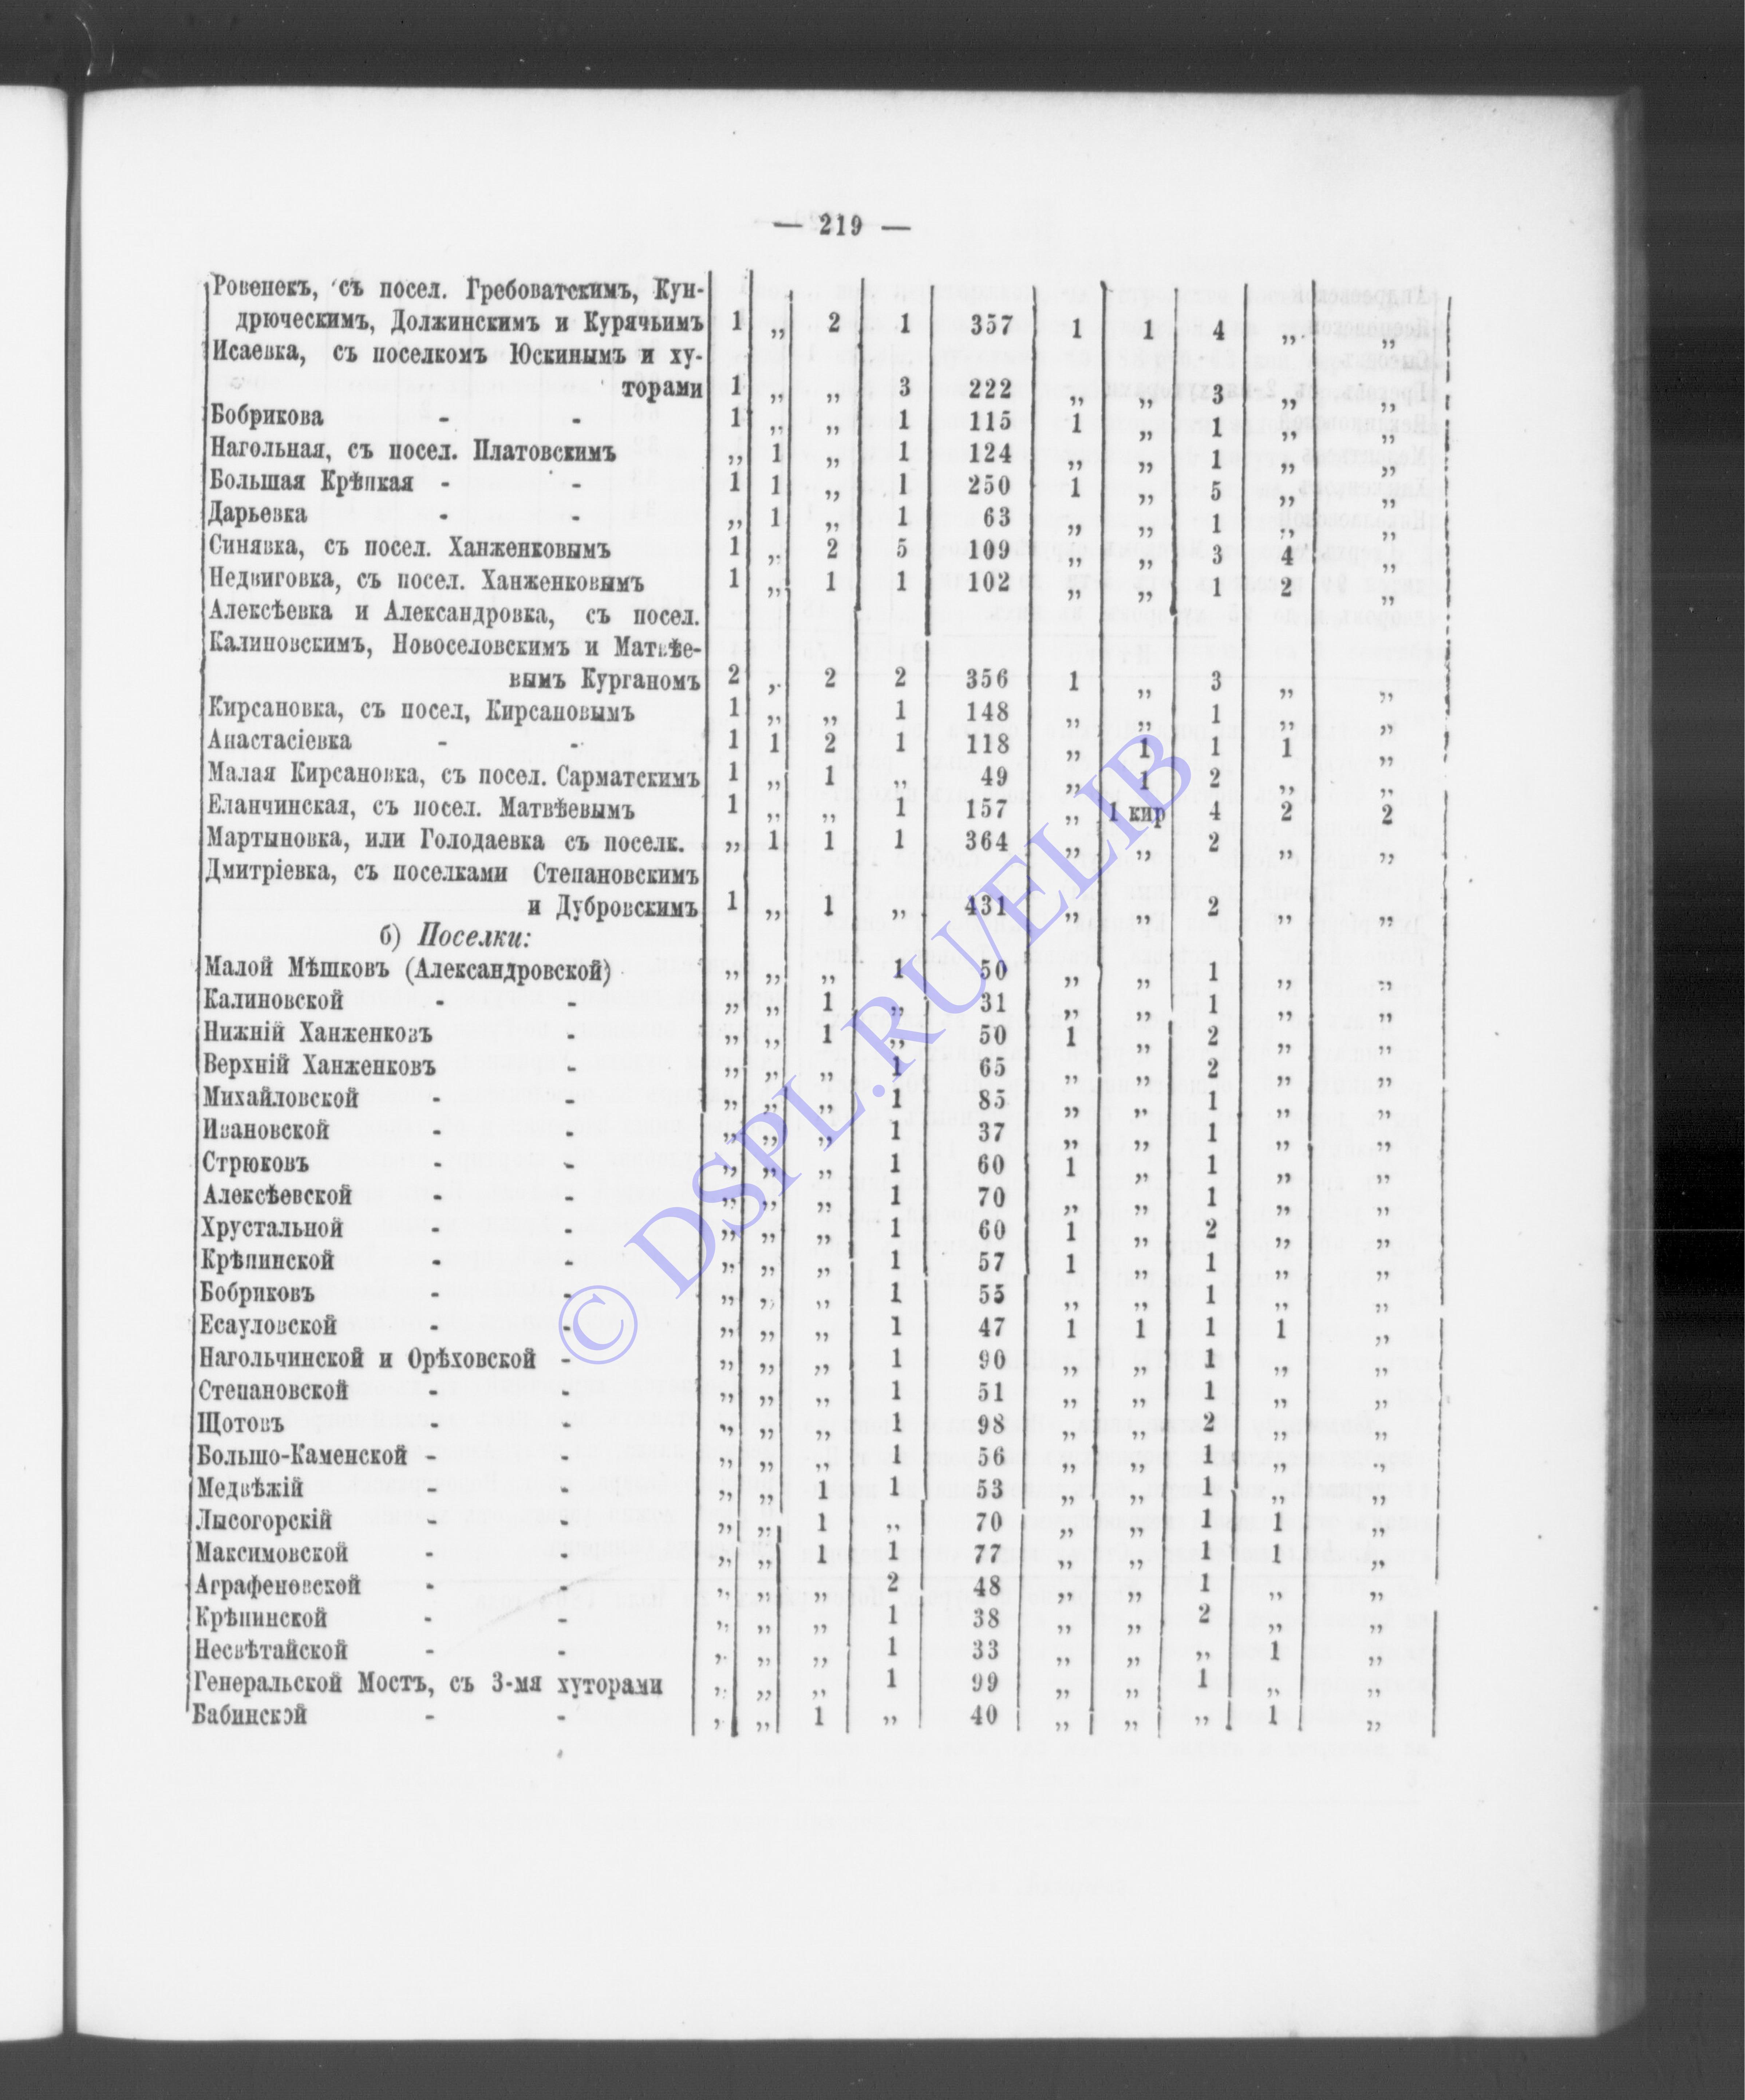 — 219 —
Ровенекъ, съ посел. Гребоватскимъ, Кун-
дрюческимъ, Должинскимъ и Курячьимъ 1 „ 2 1 357 1 1 4 „ „
Исаевка, съ поселкомъ Юскинымъ и ху-
торами 1 „ „ 3 222 „ „ 3 „ „
Бобрикова - - 1 „ „ 1 115 1 „ 1 „ „
Нагольная, съ посел. Платовскимъ „ 1 „ 1 124 „ „ 1 „ „
Большая Крѣпкая - - 1 1 „ 1 250 1 „ 5 „ „
Дарьевка - - „ 1 „ 1 63 „ „ 1 „ „
Синявка, съ посел. Ханженковымъ 1 „ 2 5 109 „ „ 3 4 „
Недвиговка, съ посел. Ханженковымъ 1 „ 1 1 102 „ „ 1 2 „
Алексѣевка и Александровка, съ посел.
Калиновскимъ, Новоселовскимъ и Матвѣе-
вымъ Курганомъ 2 „ 2 2 356 1 „ 3 „ „
Кирсановка, съ посел, Кирсановымъ 1 „ „ 1 148 „ „ 1 „ „
Анастасіевка - - 1 1 2 1 118 „ 1 1 1 „
Малая Кирсановка, съ посел. Сарматскимъ 1 „ 1 „ 49 „ 1 2 „ „
Еланчинская, съ посел. Матвѣевымъ 1 „ „ 1 157 „ 1 кир 4 2 2
Мартыновка, или Голодаевка съ поселк. „ 1 1 1 364 „ „ 2 „ „
Дмитріевка, съ поселками Степановскимъ
и Дубровскимъ 1 „ 1 „ 431 „ „ 2 „ „
б) Поселки:
Малой Мѣшковъ (Александровской) „ „ „ 1 50 „ „ 1 „ „
Калиновской - - „ „ 1 „ 31 „ „ 1 „ „
Нижній Ханженковъ - „ „ 1 „ 50 1 „ 2 „ „
Верхній Ханженковъ - „ „ „ 1 65 „ „ 2 „ „
Михайловской - - „ „ „ 1 85 „ „ 1 „ „
Ивановской - - „ „ „ 1 37 „ „ 1 „ „
Стрюковъ - - „ „ „ 1 60 1 „ 1 „ „
Алексѣевской - - „ „ „ 1 70 „ „ 1 „ „
Хрустальной - - „ „ „ 1 60 1 „ 2 „ „
Крѣпинской - - „ „ „ 1 57 1 „ 1 „ „
Бобриковъ - - „ „ „ 1 55 „ „ 1 „ „
Есауловской - - „ „ „ 1 47 1 1 1 1 „
Нагольчинской и Орѣховской - „ „ „ 1 90 „ „ 1 „ „
Степановской - - „ „ „ 1 51 „ „ 1 „ „
Щотовъ - - „ „ „ 1 98 „ „ 2 „ „
Большо-Каменской - - „ „ „ 1 56 „ „ 1 „ „
Медвѣжій - - „ „ 1 1 53 „ „ 1 „ „
Лысогорскій - - „ „ 1 „ 70 „ „ 1 1 „
Максимовской - - „ „ 1 1 77 „ „ 1 1 „
Аграфеновской - - „ „ „ 2 48 „ „ 1 „ „
Крѣпинской - - „ „ „ 1 38 „ „ 2 „ „
Несвѣтайской - - „ „ „ 1 33 „ „ „ 1 „
Генеральской Мостъ, съ 3-мя хуторами „ „ „ 1 99 „ „ 1 „ „
Бабинской - - „ „ 1 „ 40 „ „ „ 1 „
© DSPL.RU/ELIB